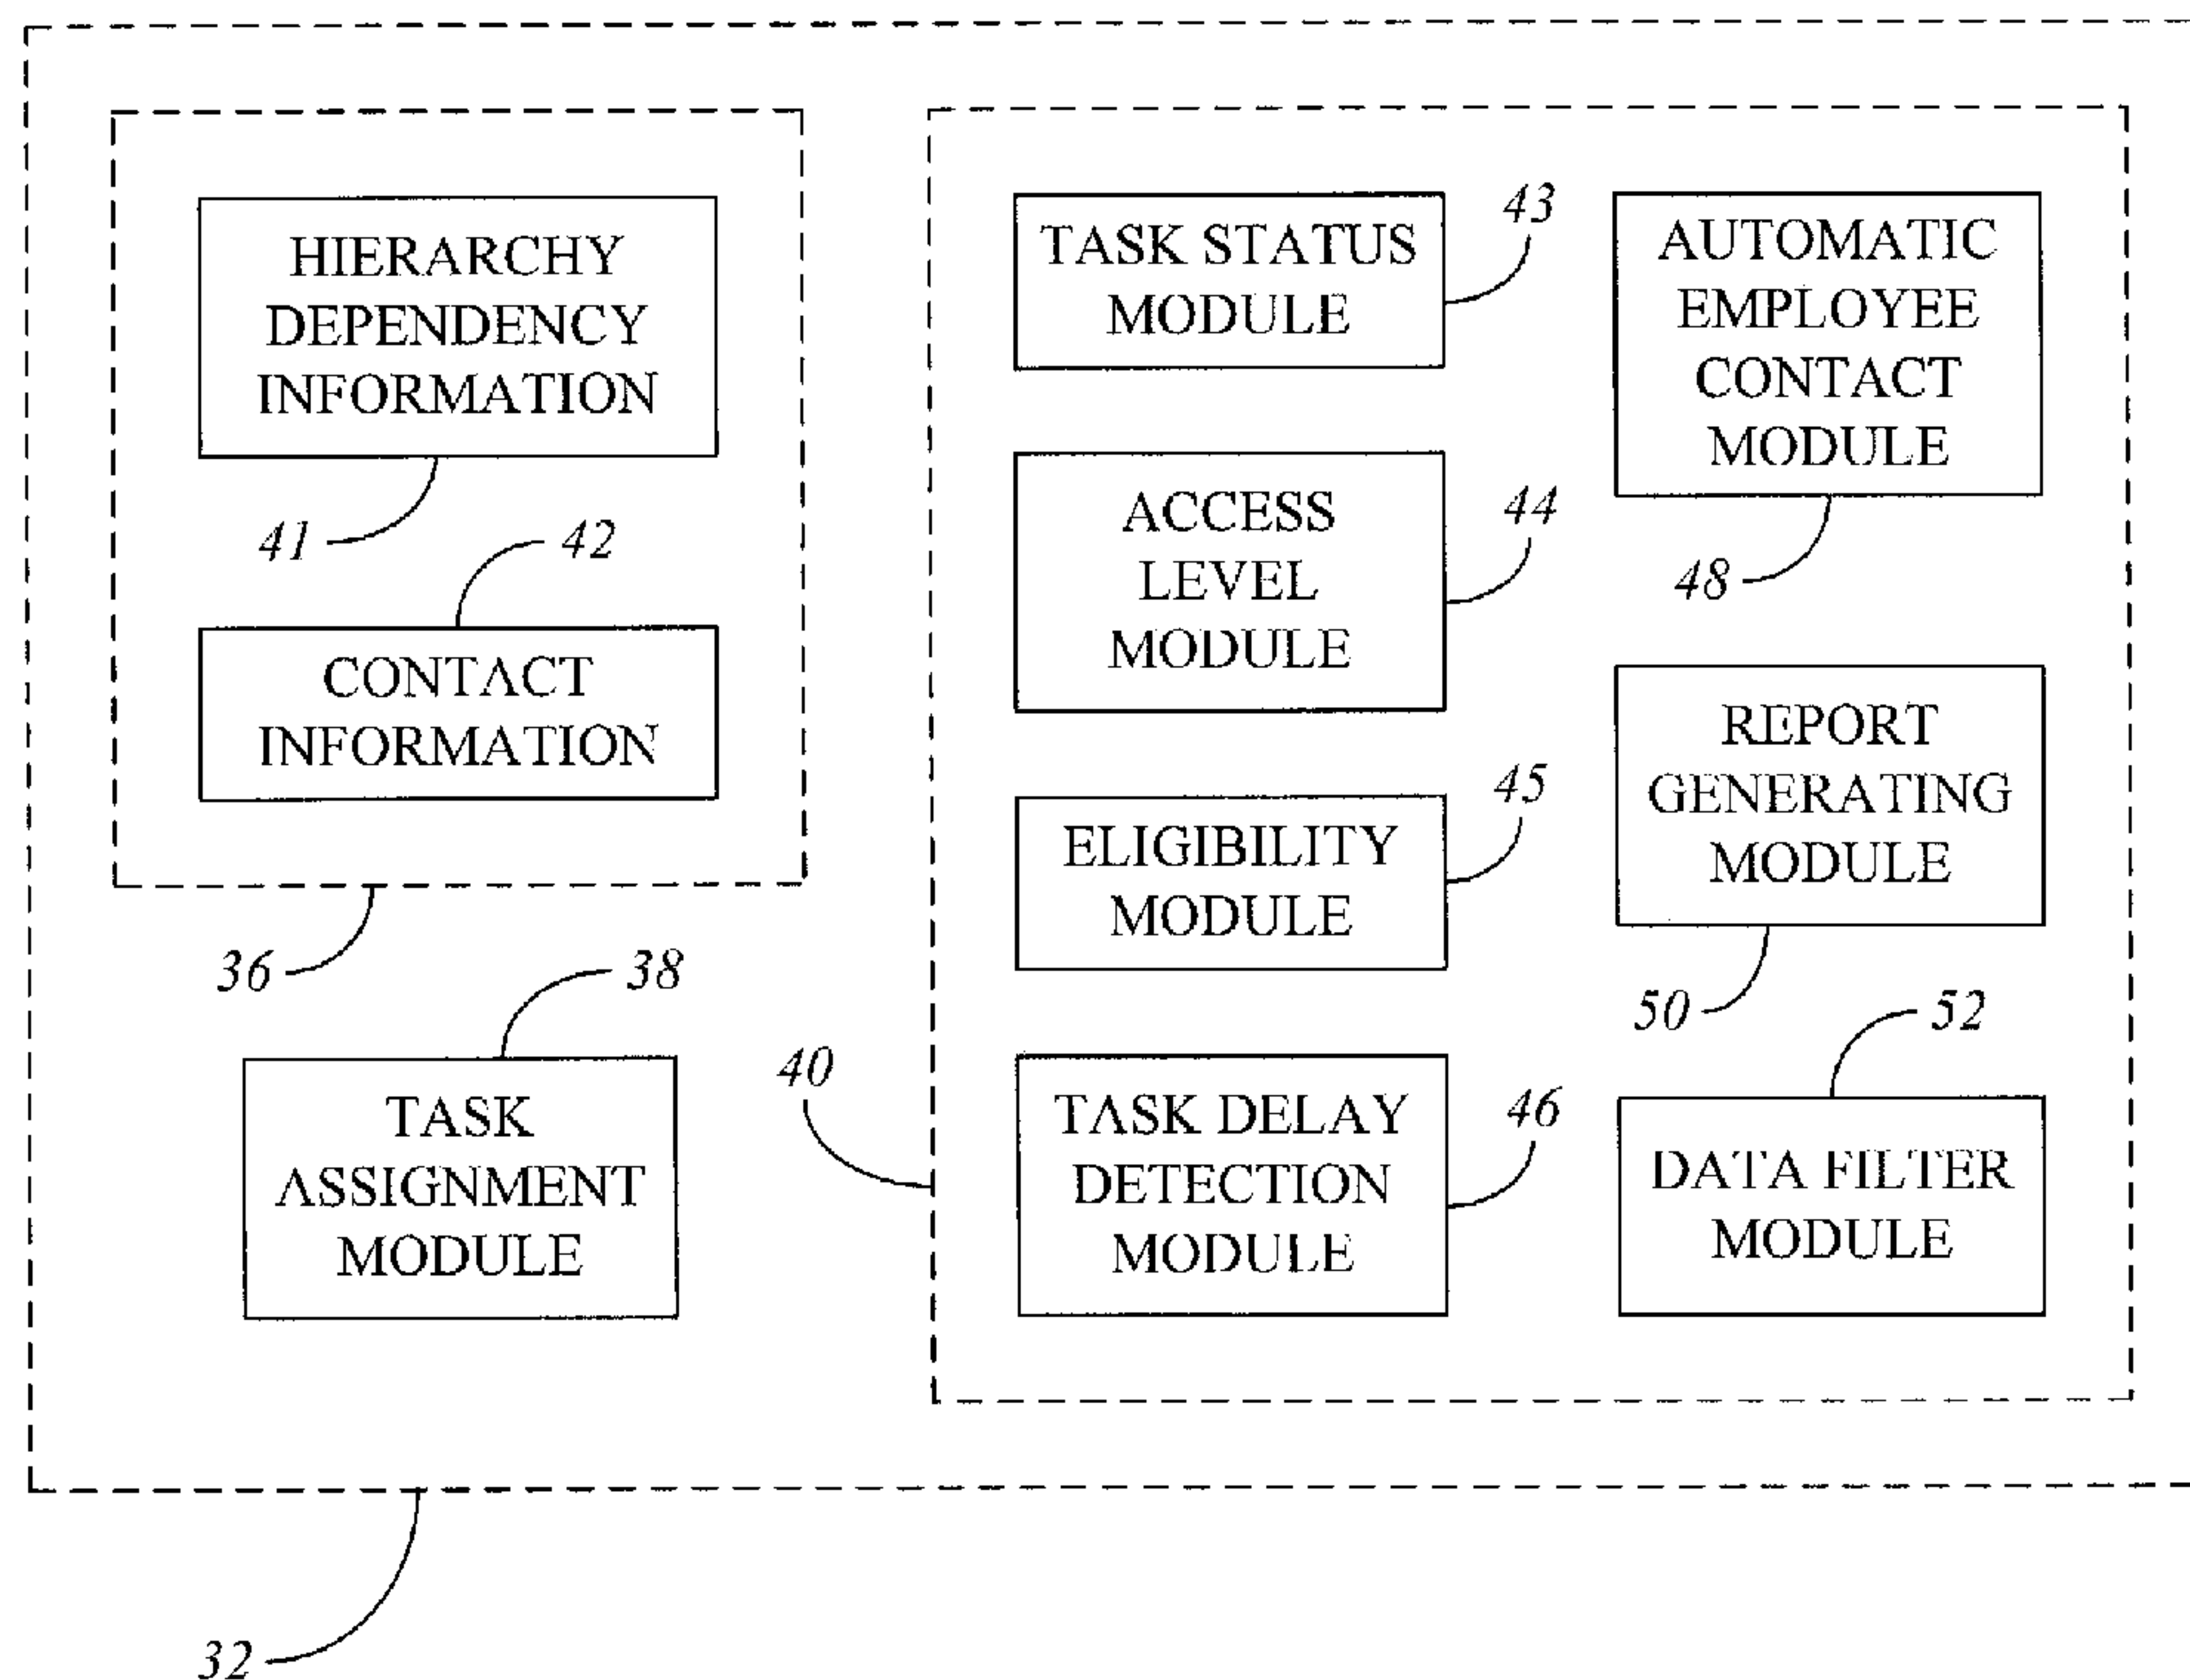 HIERARCHY
DEPENDENCY
INFORMATION
41
42
CONTACT
INFORMATION
36
38
TASK
ASSIGNMENT
MODULE
40
TASK STATUS
MODULE
43
ACCESS
LEVEL
MODULE
44
ELIGIBILITY
MODULE
45
TASK DELAY
DETECTION
MODULE
46
AUTOMATIC
EMPLOYEE
CONTACT
MODULE
48
REPORT
GENERATING
MODULE
50
52
DATA FILTER
MODULE
32